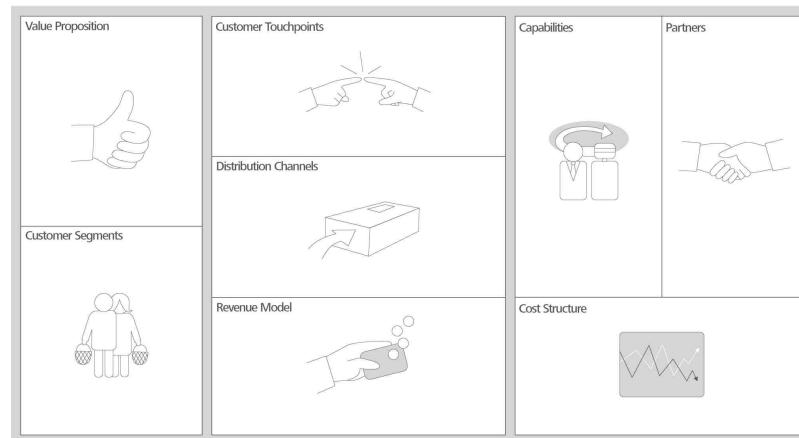 Value Proposition
Customer Segments
Customer Touchpoints
Distribution Channels
Revenue Model
Capabilities
Partners
Cost Structure